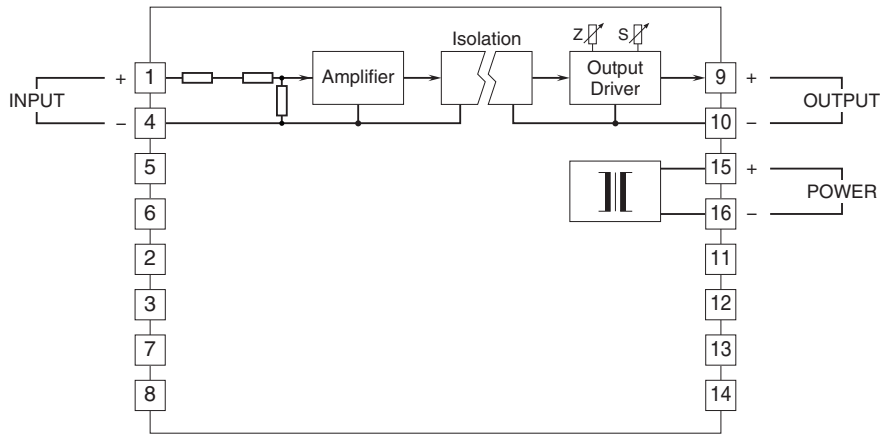 Z S
Isolation
+ 1 Amplifier Output Driver 9 +
INPUT OUTPUT
− 4 10 −
5 15 +
POWER
6 16 −
2 11
3 12
7 13
8 14